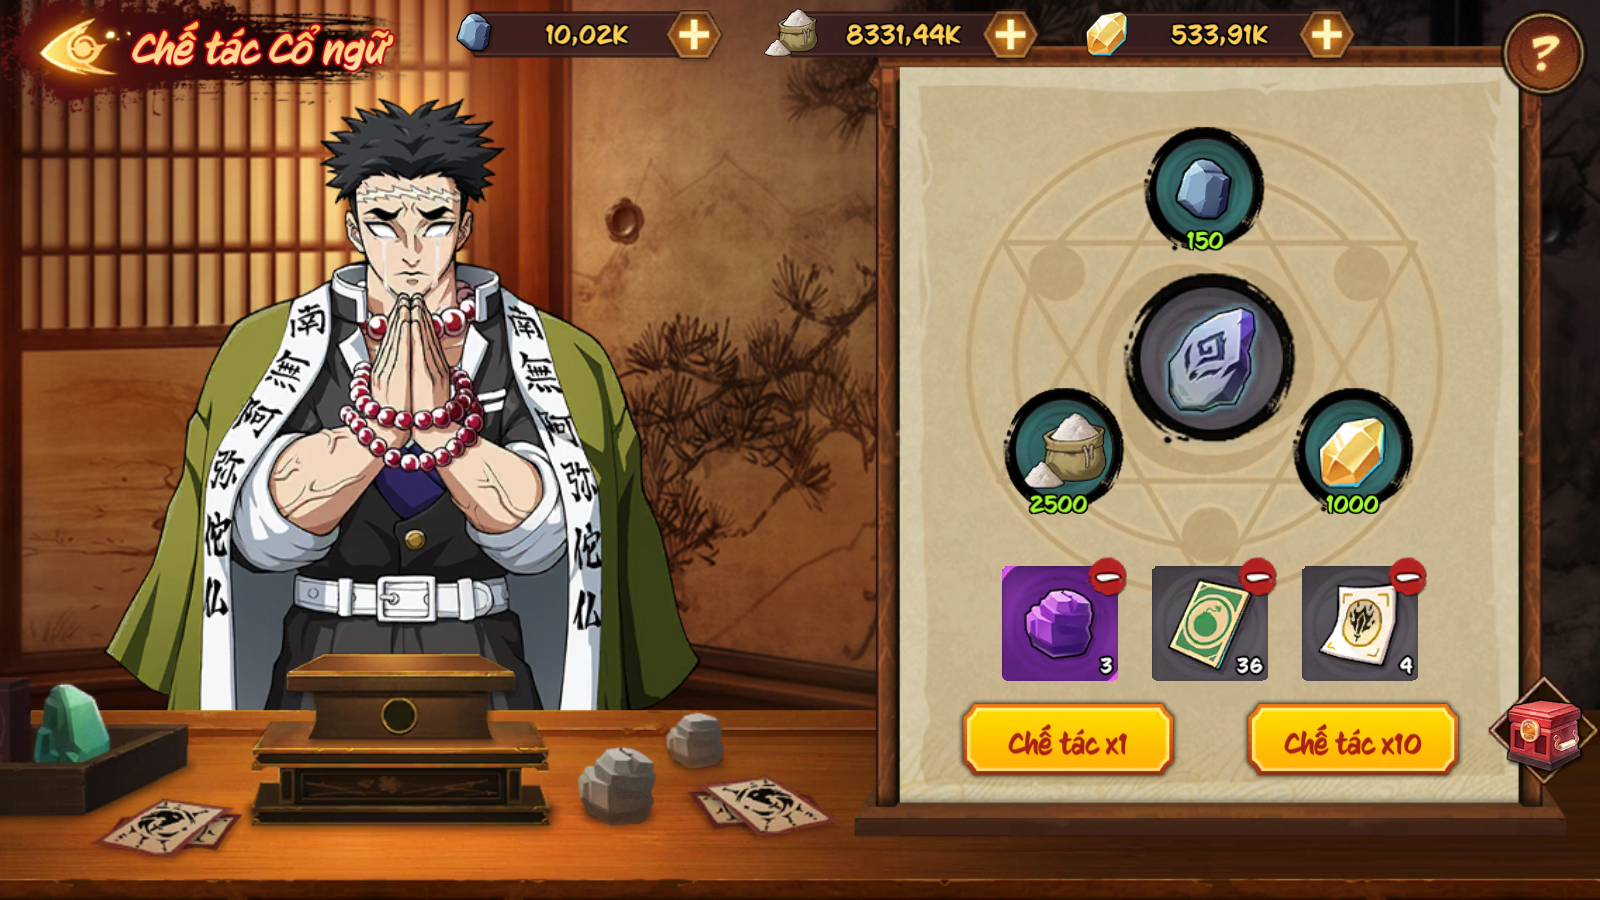 Chế tác Cổ ngữ
10,02K
8331,44K
533,91K
?
150
2500
1000
3
36
4
Chế tác x1
Chế tác x10
南無阿弥陀仏
南無阿弥陀仏